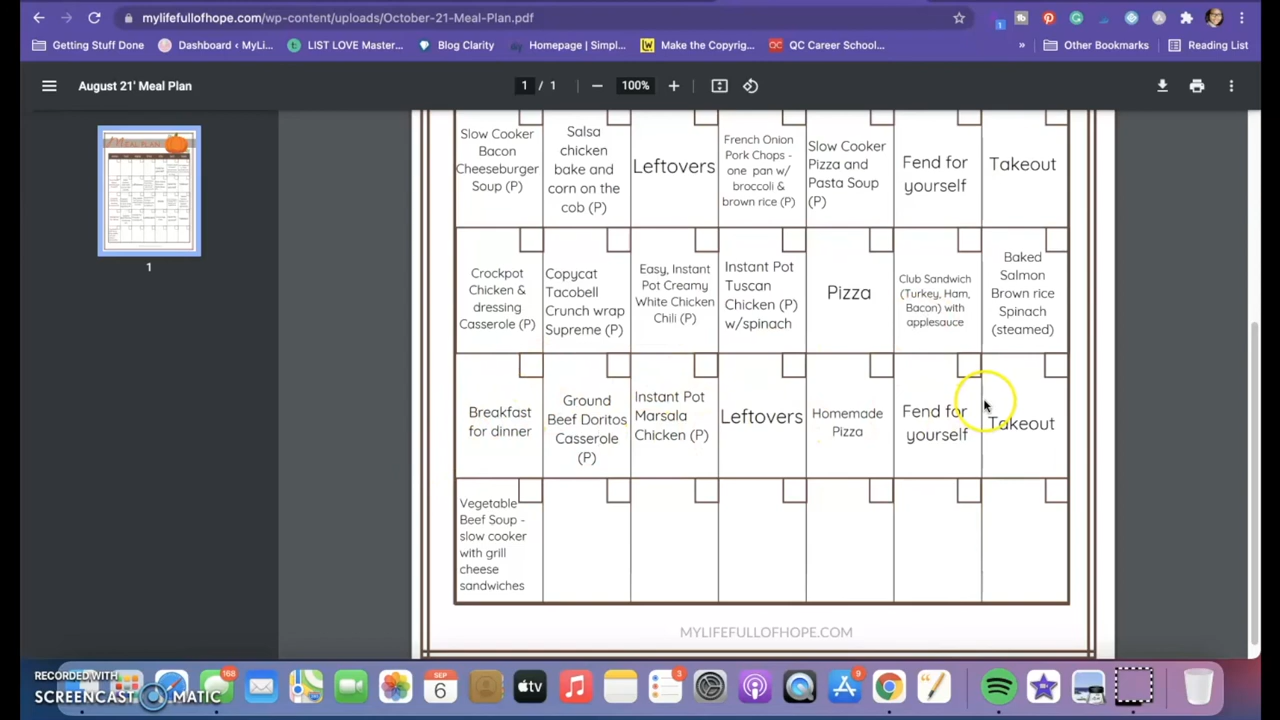 mylifefullofhope.com/wp-content/uploads/October-21-Meal-Plan.pdf
Getting Stuff Done
Dashboard ‹ MyLi...
LIST LOVE Master...
Blog Clarity
Homepage | Simpl...
Make the Copyrig...
QC Career School...
»
Other Bookmarks
Reading List
August 21' Meal Plan
1 / 1
100%
1
Slow Cooker
Bacon
Cheeseburger
Soup (P)
Salsa
chicken
bake and
corn on the
cob (P)
Leftovers
French Onion
Pork Chops -
one pan w/
broccoli &
brown rice (P)
Slow Cooker
Pizza and
Pasta Soup
(P)
Fend for
yourself
Takeout
Crockpot
Chicken &
dressing
Casserole (P)
Copycat
Tacobell
Crunch wrap
Supreme (P)
Easy, Instant
Pot Creamy
White Chicken
Chili (P)
Instant Pot
Tuscan
Chicken (P)
w/spinach
Pizza
Club Sandwich
(Turkey, Ham,
Bacon) with
applesauce
Baked
Salmon
Brown rice
Spinach
(steamed)
Breakfast
for dinner
Ground
Beef Doritos
Casserole
(P)
Instant Pot
Marsala
Chicken (P)
Leftovers
Homemade
Pizza
Fend for
yourself
Takeout
Vegetable
Beef Soup -
slow cooker
with grill
cheese
sandwiches
MYLIFEFULLOFHOPE.COM
RECORDED WITH
SCREENCAST MATIC
168
SEP
6
tv
3
9